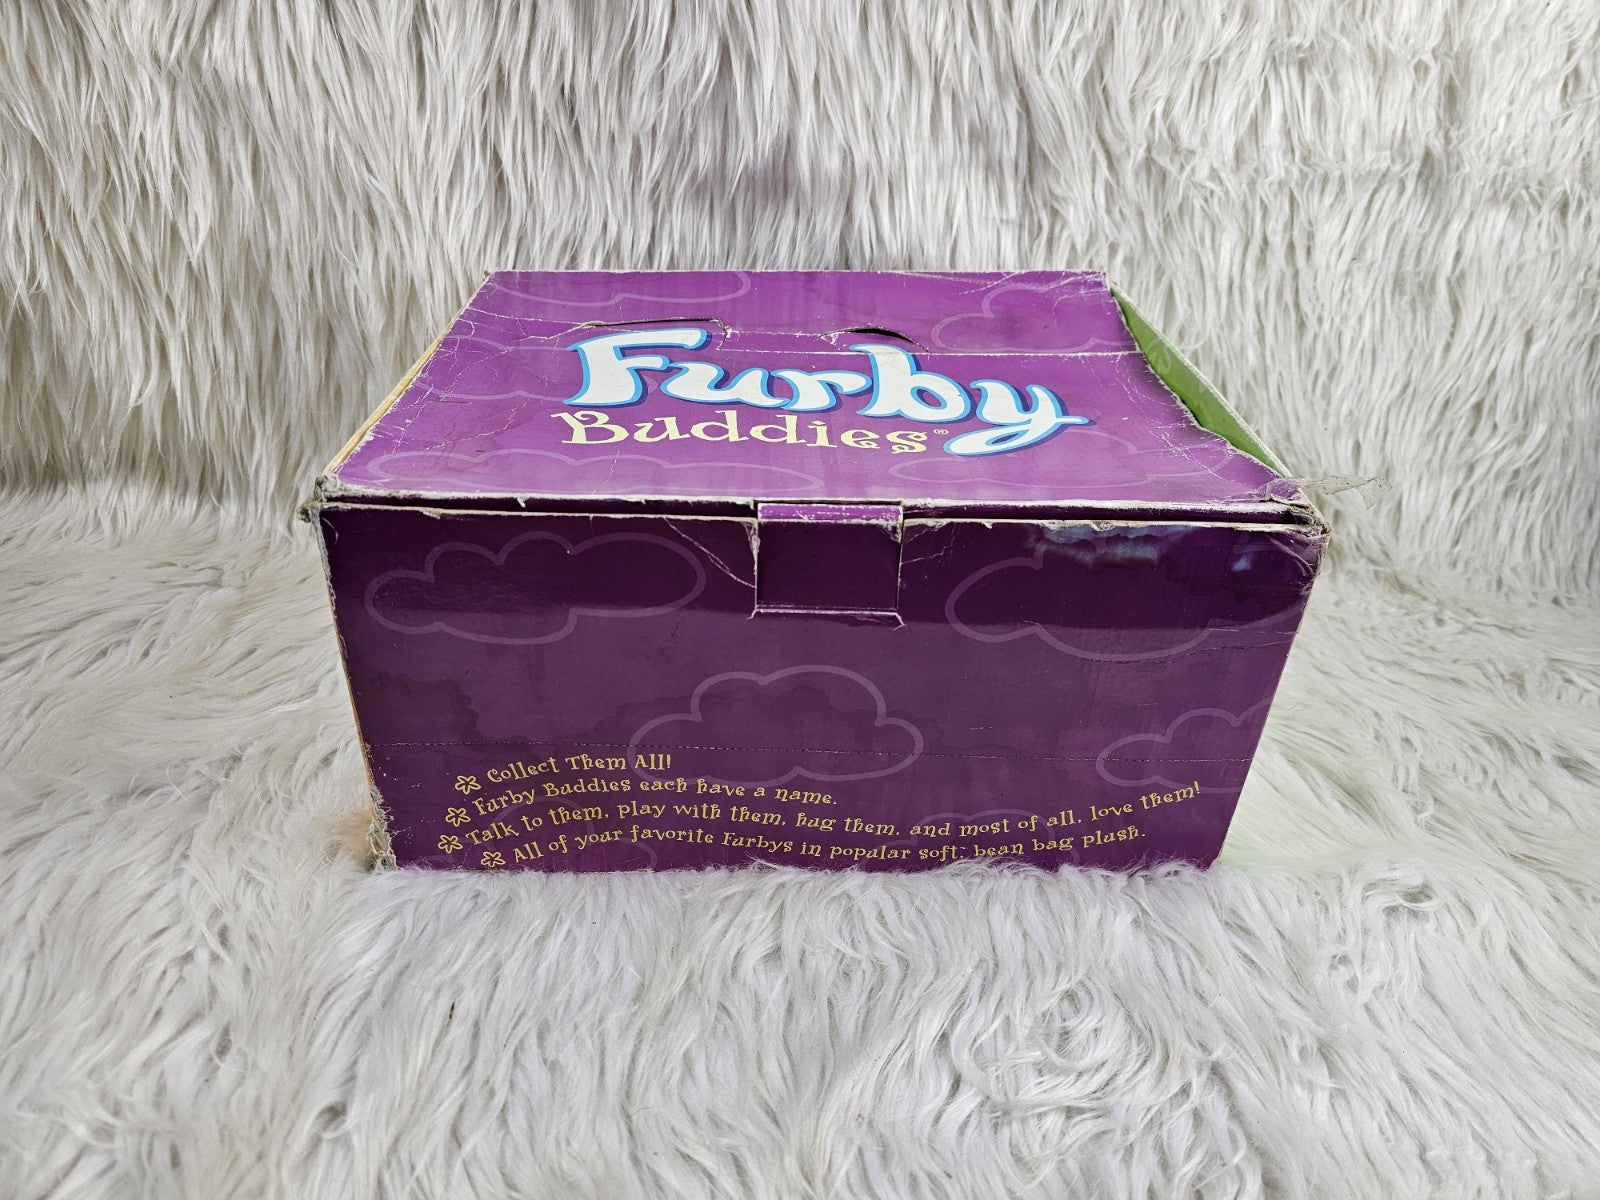 Furby
Buddies®
Collect Them All!
Furby Buddies each have a name.
Talk to them, play with them, hug them, and most of all, love them!
All of your favorite Furbys in popular soft, bean bag plush.